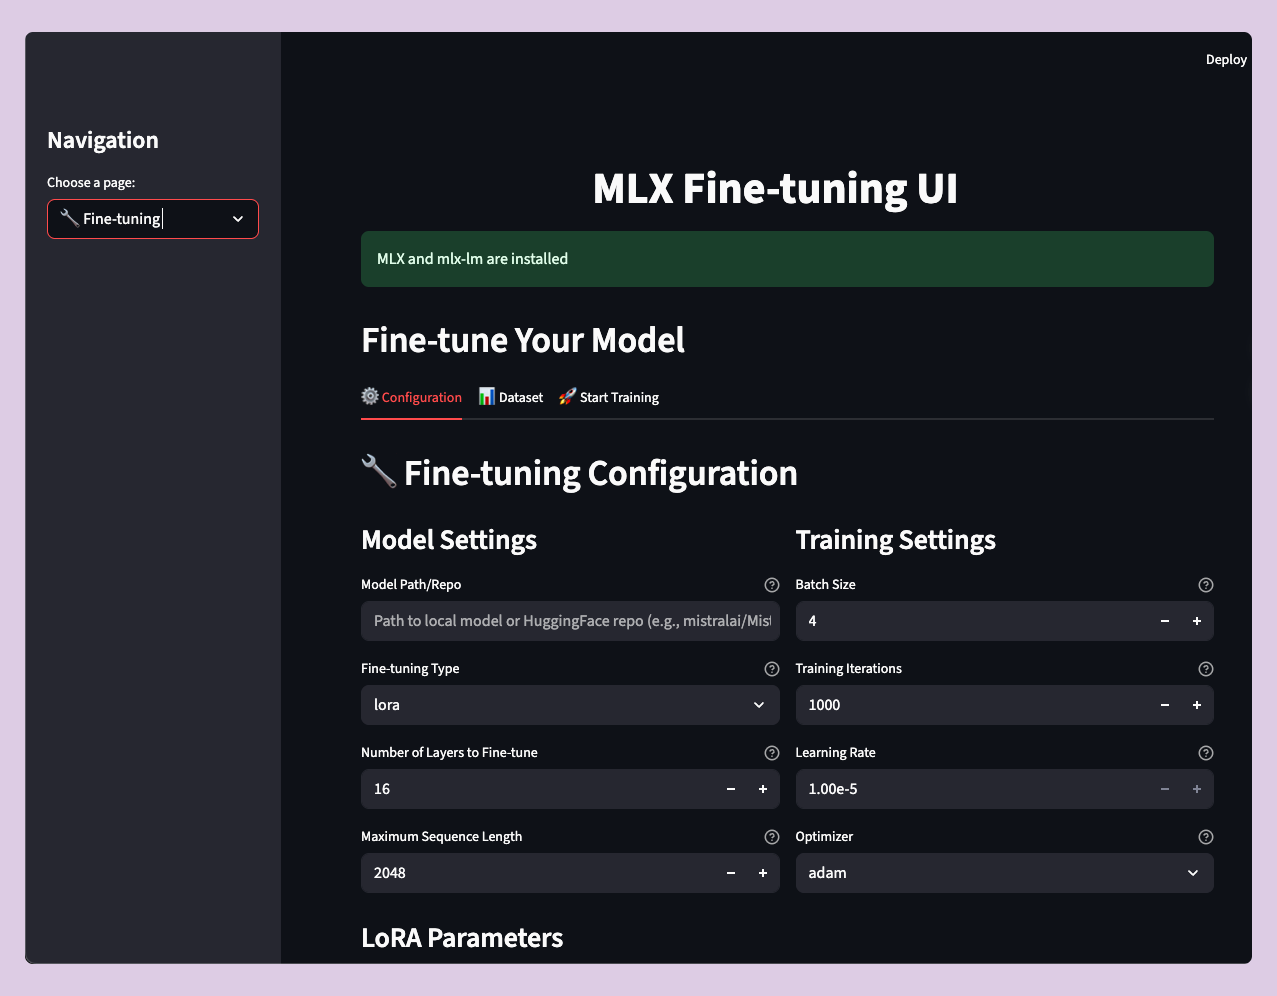 Deploy
Navigation
Choose a page:
Fine-tuning
MLX Fine-tuning UI
MLX and mlx-lm are installed
Fine-tune Your Model
Configuration
Dataset
Start Training
Fine-tuning Configuration
Model Settings
Model Path/Repo
Path to local model or HuggingFace repo (e.g., mistralai/Mist
Fine-tuning Type
lora
Number of Layers to Fine-tune
16
Maximum Sequence Length
2048
Training Settings
Batch Size
4
Training Iterations
1000
Learning Rate
1.00e-5
Optimizer
adam
LoRA Parameters